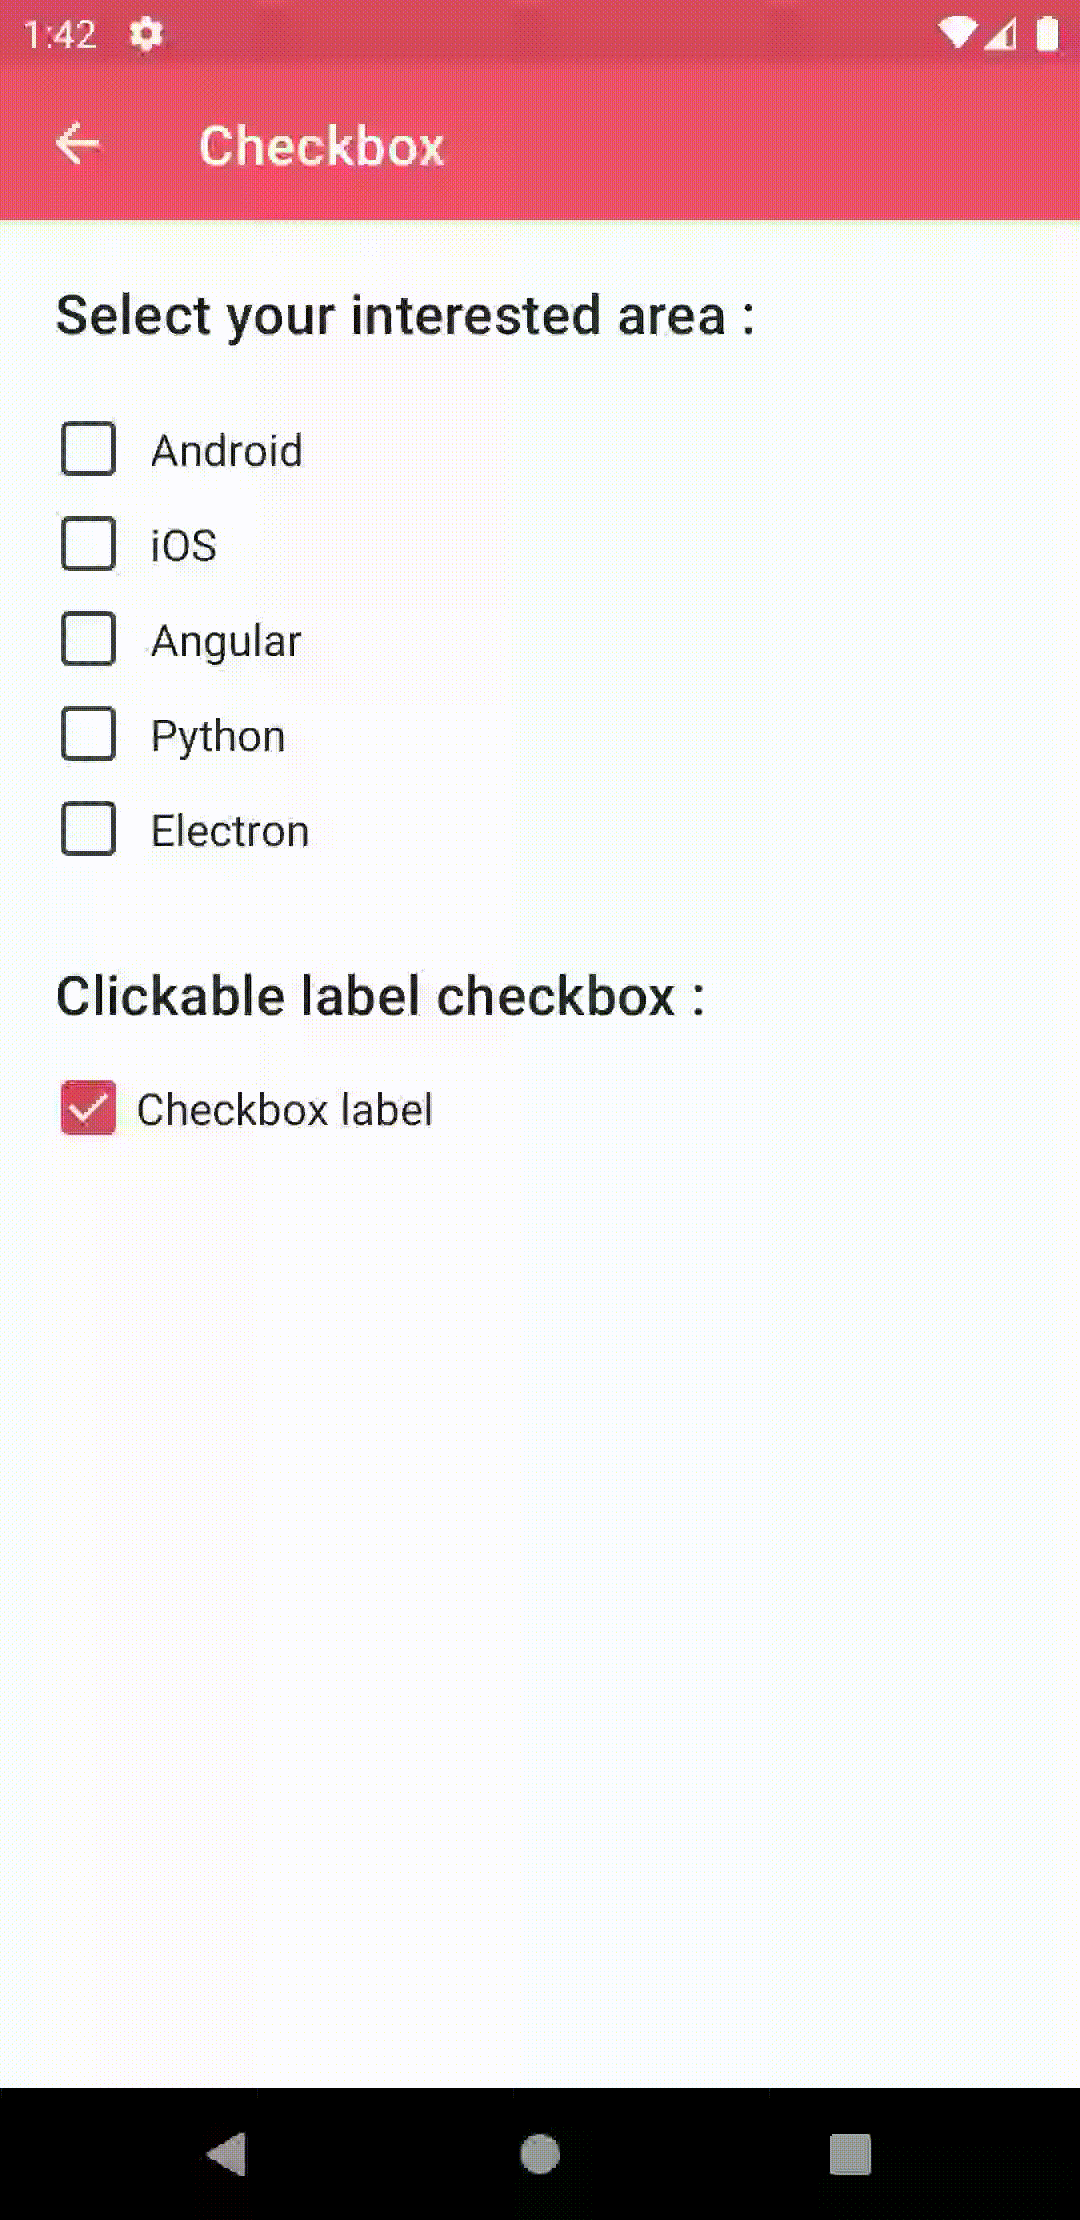 1:42
Checkbox
Select your interested area :
Android
iOS
Angular
Python
Electron
Clickable label checkbox :
Checkbox label